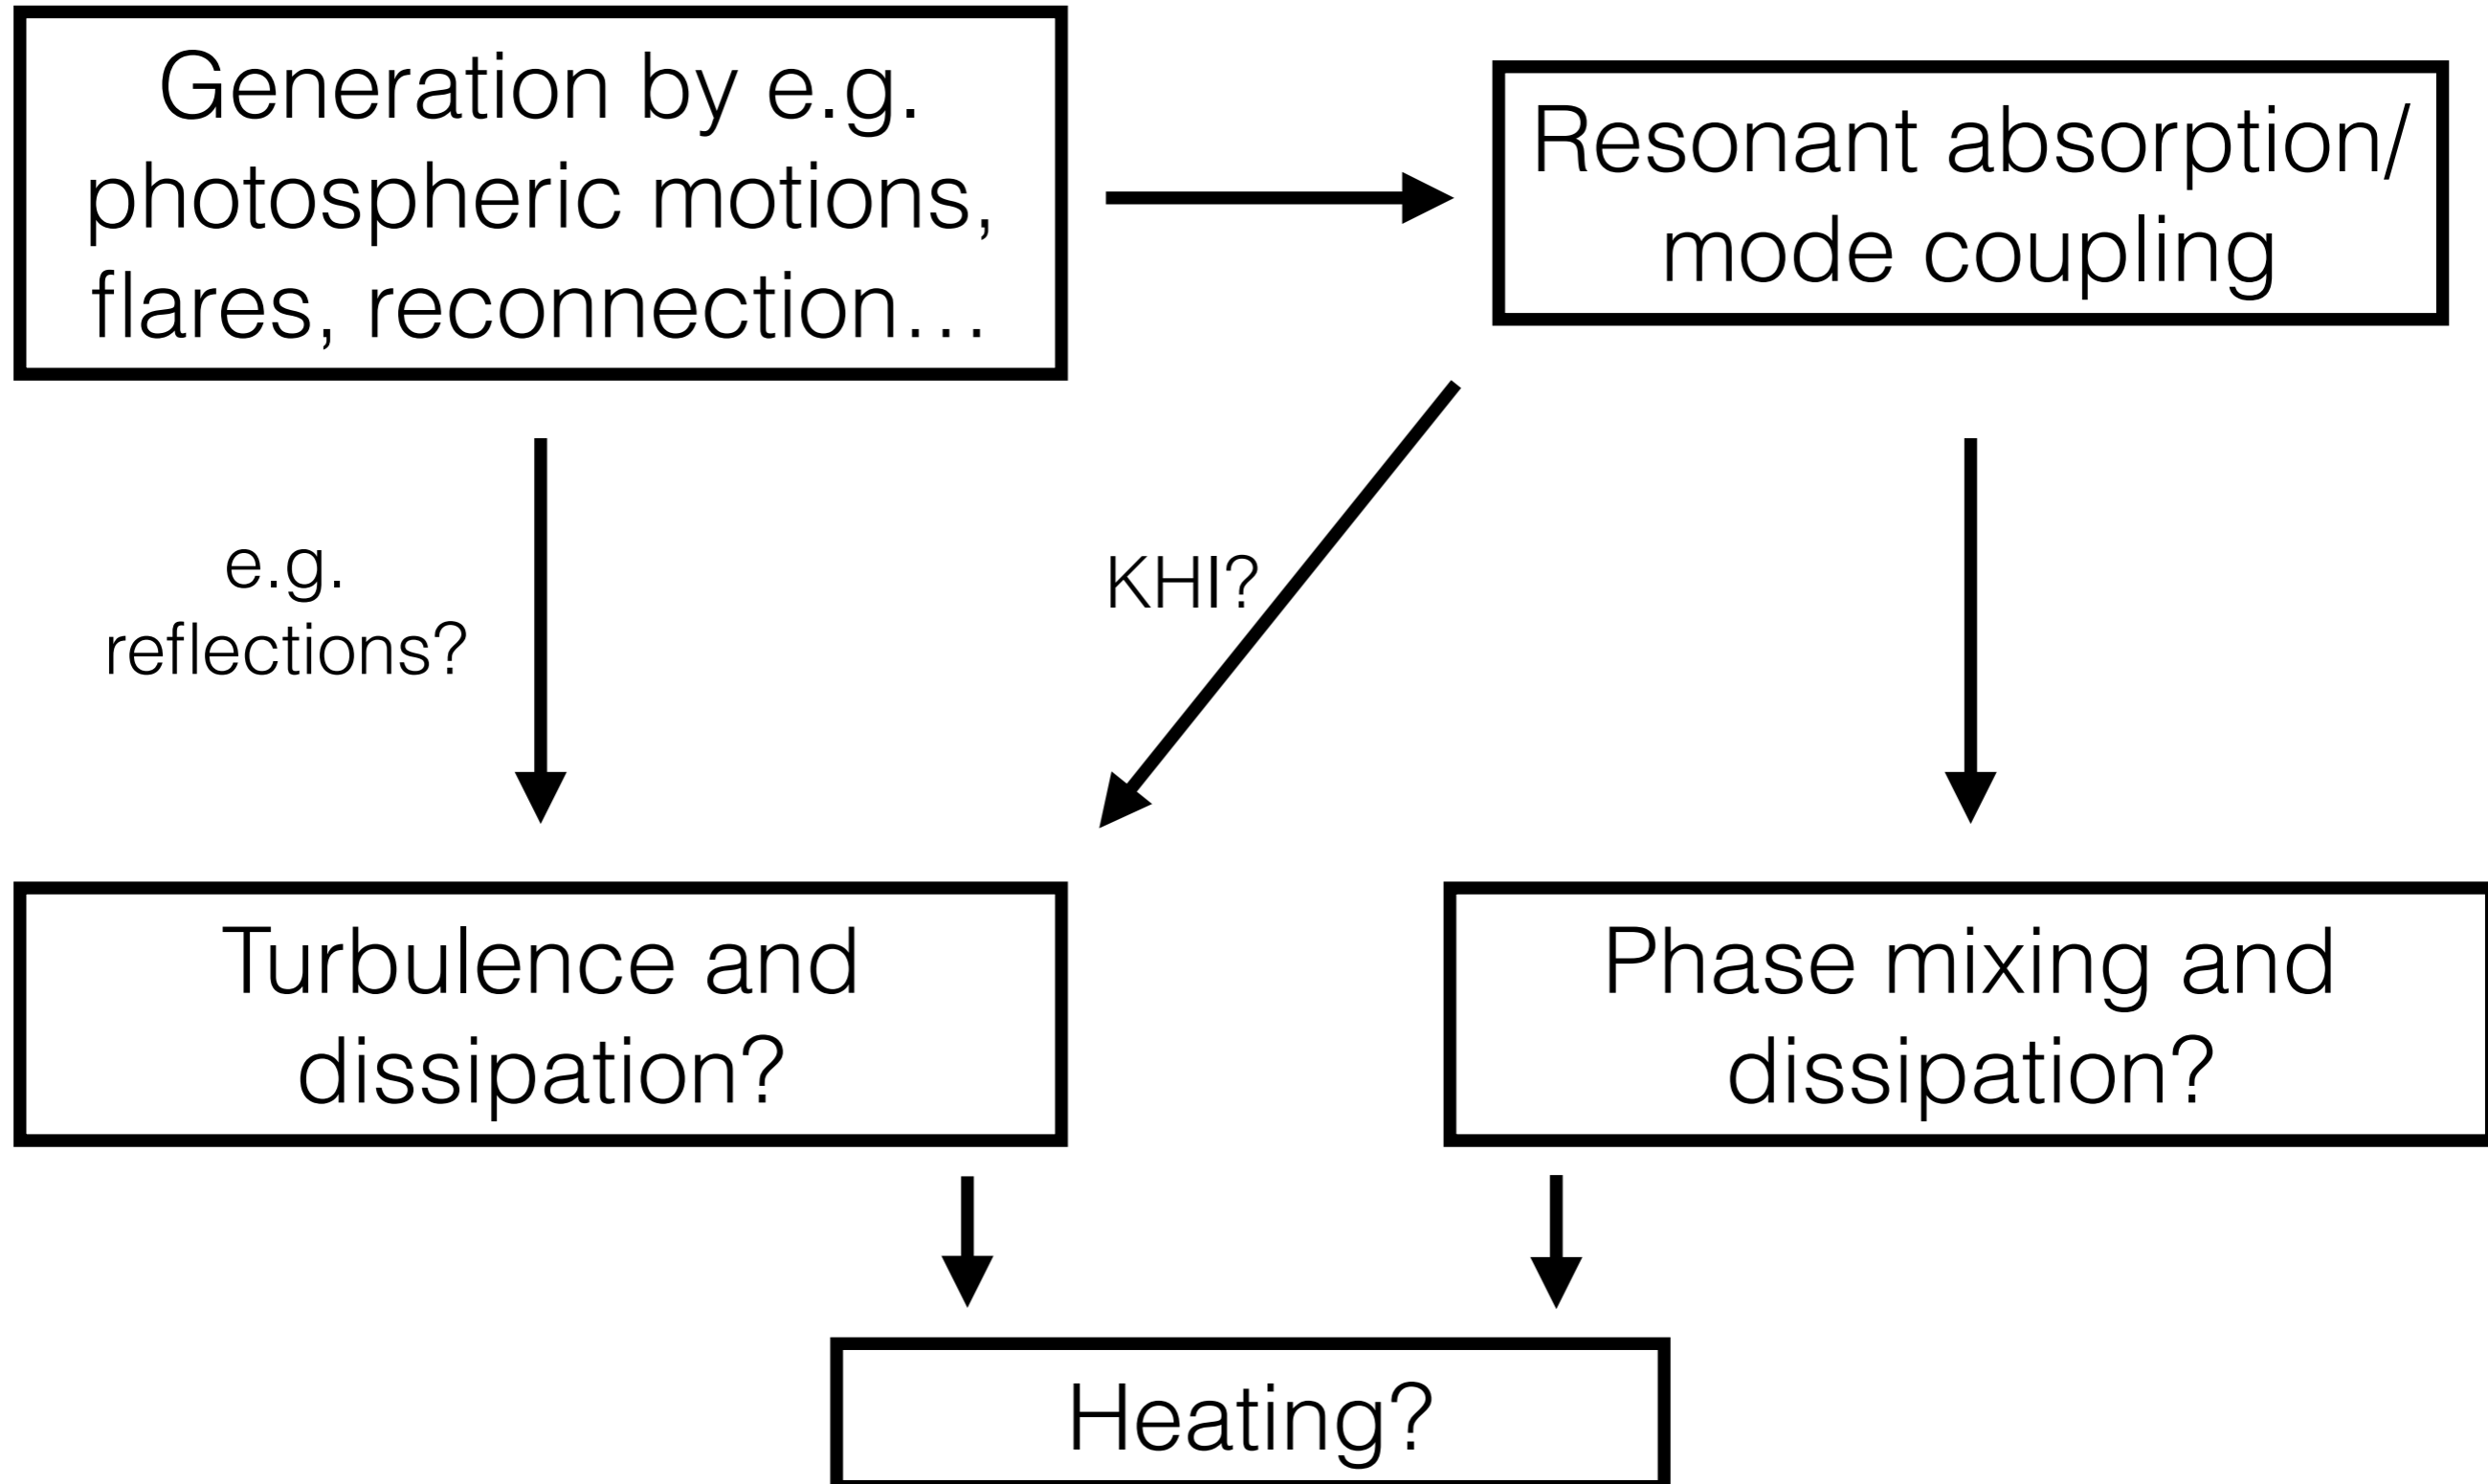 Generation by e.g.
photospheric motions,
flares, reconnection…
Resonant absorption/
mode coupling
e.g.
reflections?
KHI?
Turbulence and
dissipation?
Phase mixing and
dissipation?
Heating?